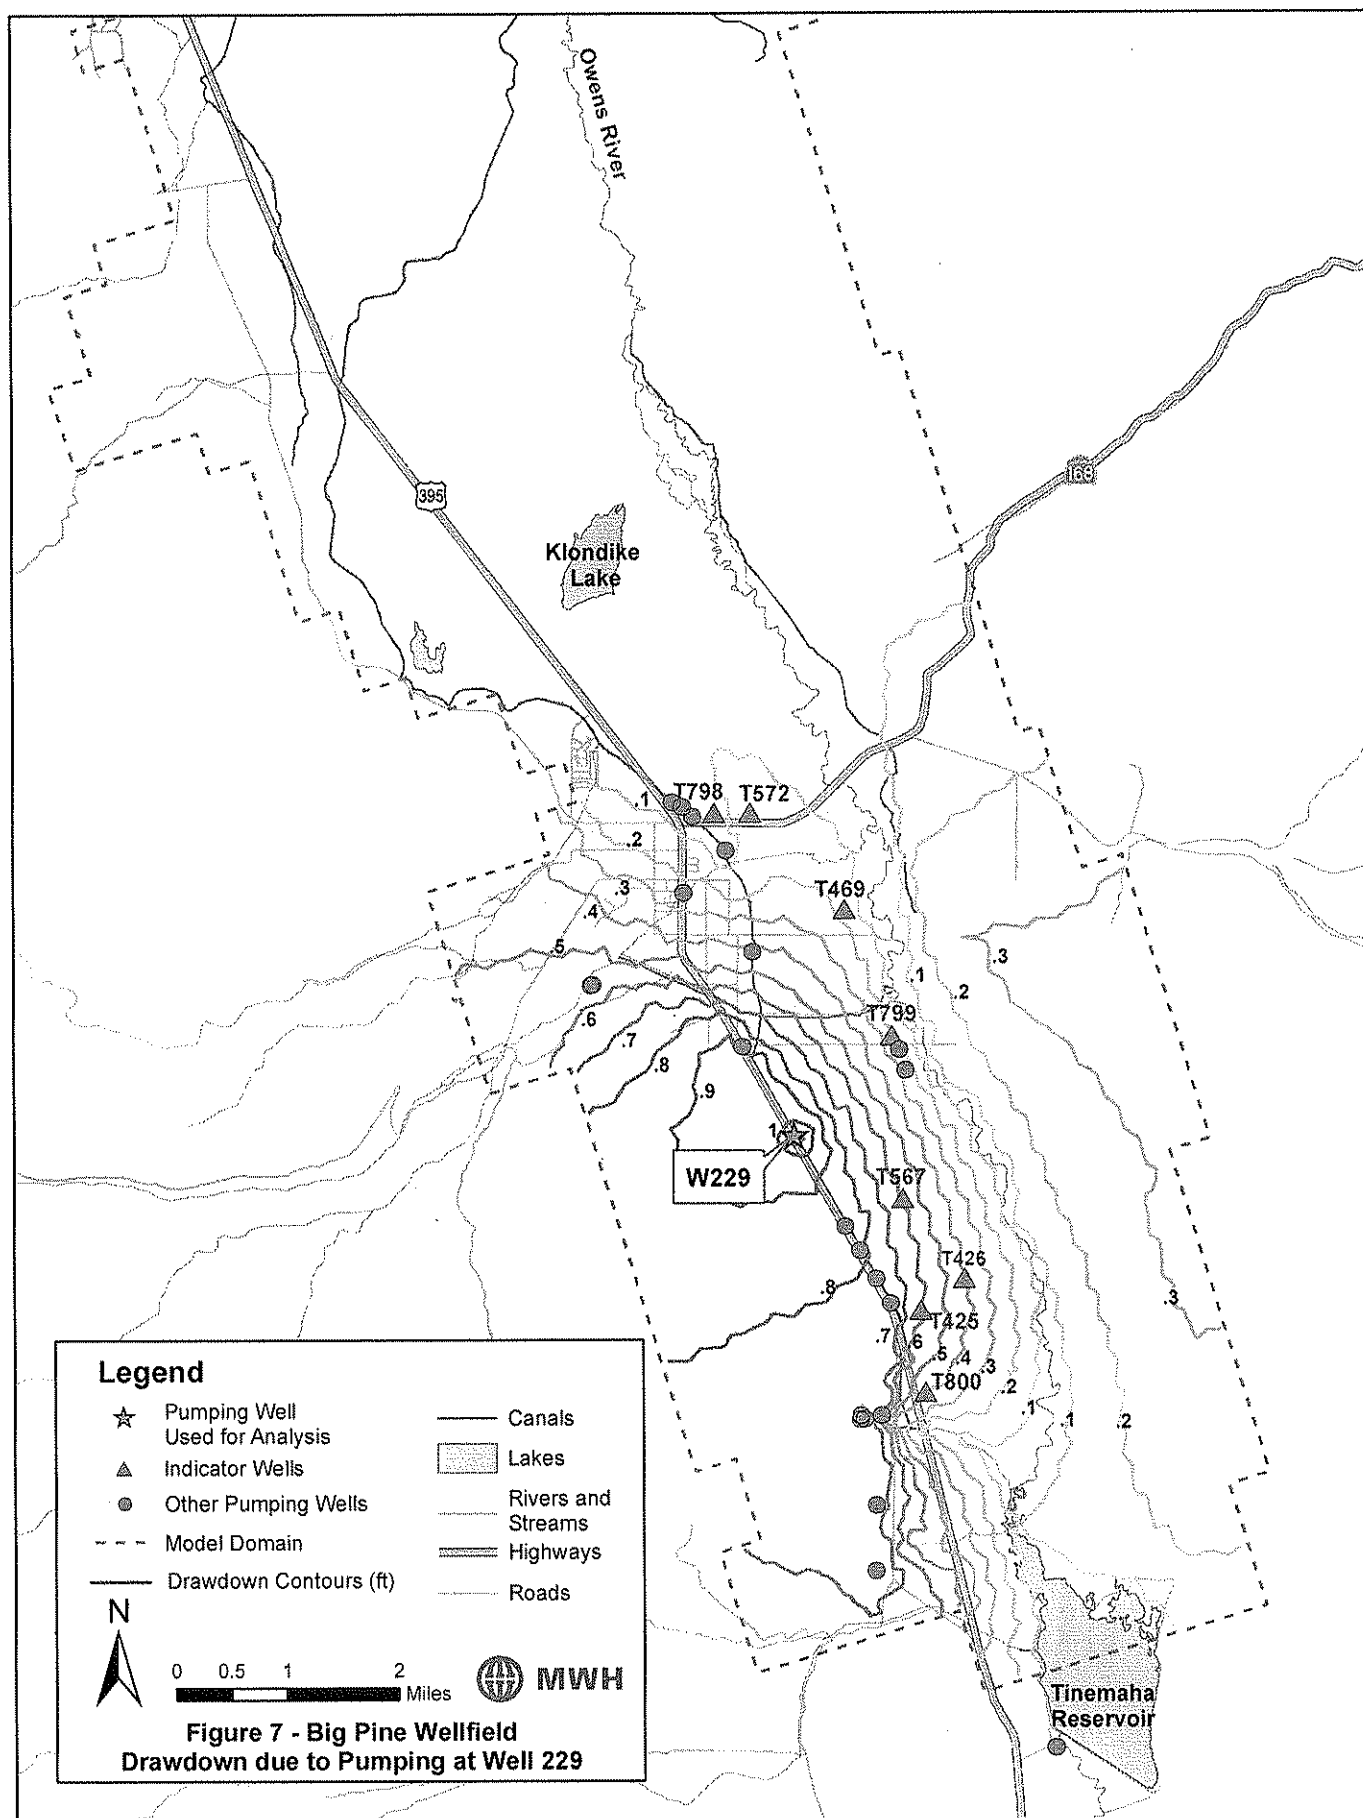 Owens River
168
395
Klondike
Lake
T798
T572
.1
.2
.3
.4
.5
.6
.7
.8
.9
1
T469
.1
.2
.3
T799
W229
T567
T426
T425
T800
.8
.7
.6
.5
.4
.3
.2
.1
.1
.2
.3
Tinemaha
Reservoir
Legend
Pumping Well
Used for Analysis
Indicator Wells
Other Pumping Wells
Model Domain
Drawdown Contours (ft)
Canals
Lakes
Rivers and
Streams
Highways
Roads
N
0 0.5 1 2
Miles
MWH
Figure 7 - Big Pine Wellfield
Drawdown due to Pumping at Well 229